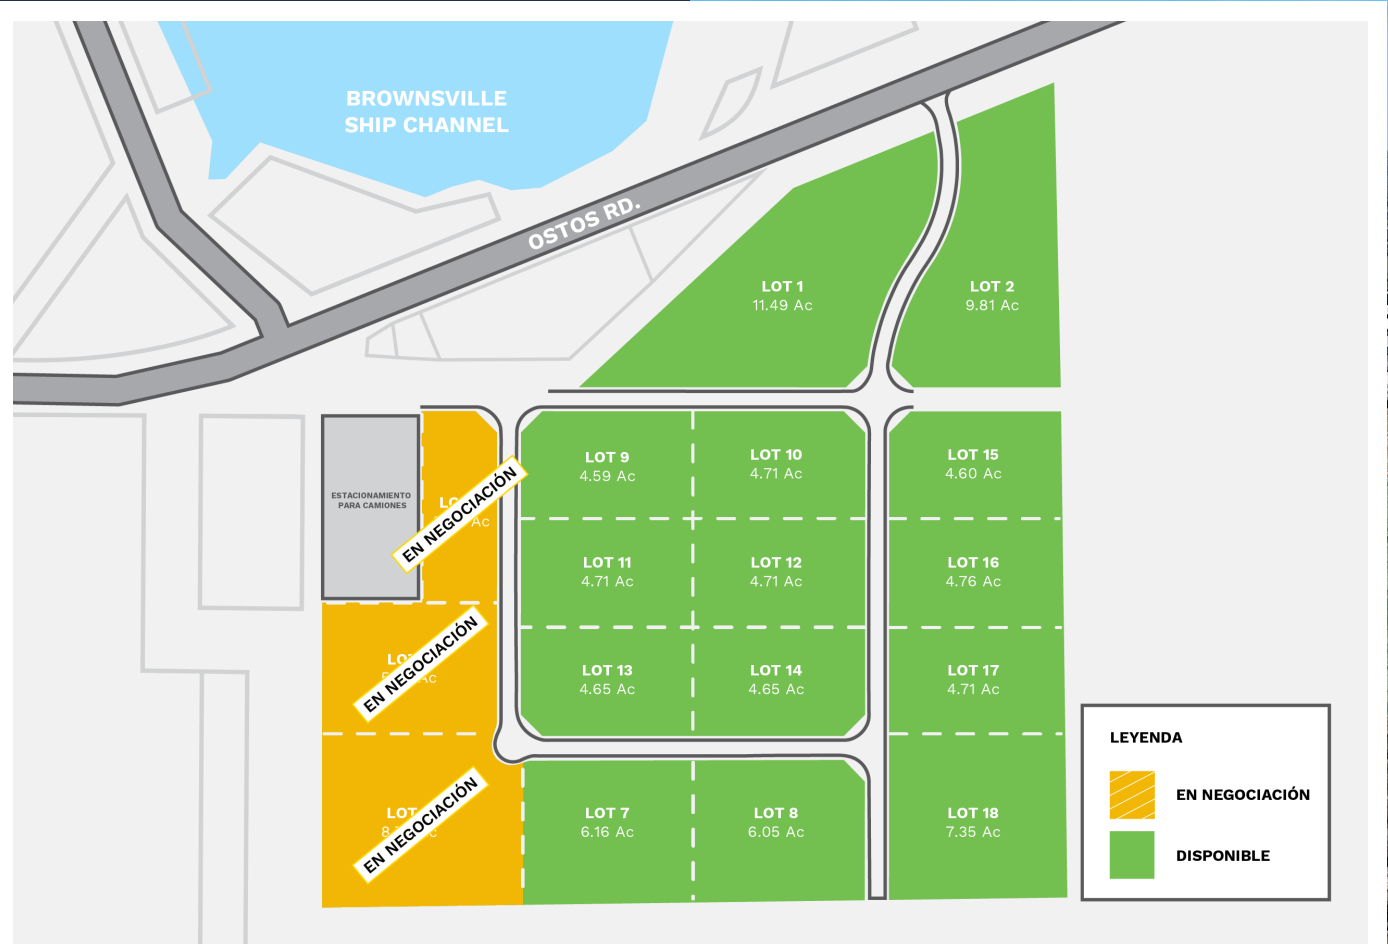 BROWNSVILLE
SHIP CHANNEL
OSTOS RD.
LOT 1
11.49 Ac
LOT 2
9.81 Ac
ESTACIONAMIENTO
PARA CAMIONES
Ac
EN NEGOCIACIÓN
LOT 9
4.59 Ac
LOT 10
4.71 Ac
LOT 15
4.60 Ac
LOT 11
4.71 Ac
LOT 12
4.71 Ac
LOT 16
4.76 Ac
Ac
EN NEGOCIACIÓN
LOT 13
4.65 Ac
LOT 14
4.65 Ac
LOT 17
4.71 Ac
LOT
EN NEGOCIACIÓN
LOT 7
6.16 Ac
LOT 8
6.05 Ac
LOT 18
7.35 Ac
LEYENDA
EN NEGOCIACIÓN
DISPONIBLE